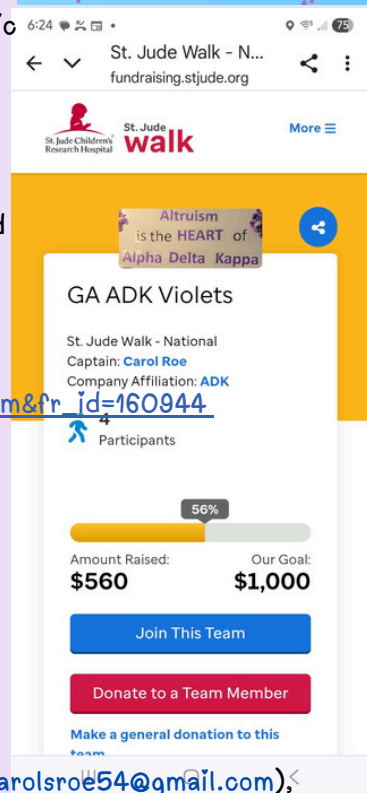 c
6:24
75
St. Jude Walk - N...
fundraising.stjude.org
St. Jude Children's
Research Hospital
St. Jude
walk
More
d
Altruism
is the HEART of
Alpha Delta Kappa
GA ADK Violets
St. Jude Walk - National
Captain: Carol Roe
Company Affiliation: ADK
m&fr_id=160944
4
Participants
56%
Amount Raised:
Our Goal:
$560
$1,000
Join This Team
Donate to a Team Member
Make a general donation to this
team
arolsroe54@gmail.com),